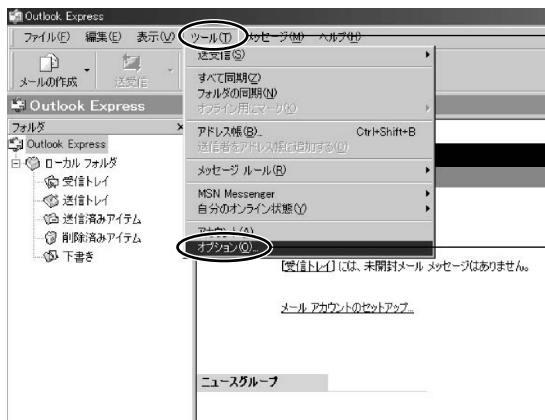 Outlook Express
ファイル(F) 編集(E) 表示(V) ツール(T) メッセージ(M) ヘルプ(H)
メールの作成 送受信
Outlook Express
フォルダ ×
Outlook Express
ローカル フォルダ
受信トレイ
送信トレイ
送信済みアイテム
削除済みアイテム
下書き
送受信(S)
すべて同期(Z)
フォルダの同期(N)
オフライン用にマーク(K)
アドレス帳(B)... Ctrl+Shift+B
送信者をアドレス帳に追加する(D)
メッセージ ルール(R)
MSN Messenger
自分のオンライン状態(Y)
アカウント(A)...
オプション(O)...
[受信トレイ] には、未開封メール メッセージはありません。
メール アカウントのセットアップ...
ニュースグループ